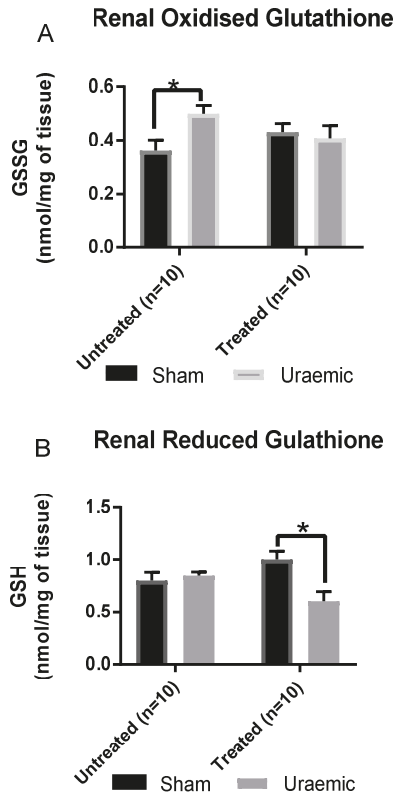 A
Renal Oxidised Glutathione
GSSG
(nmol/mg of tissue)
0.6
0.4
0.2
0.0
*
Untreated (n=10)
Treated (n=10)
Sham
Uraemic
B
Renal Reduced Gulathione
GSH
(nmol/mg of tissue)
1.5
1.0
0.5
0.0
*
Untreated (n=10)
Treated (n=10)
Sham
Uraemic